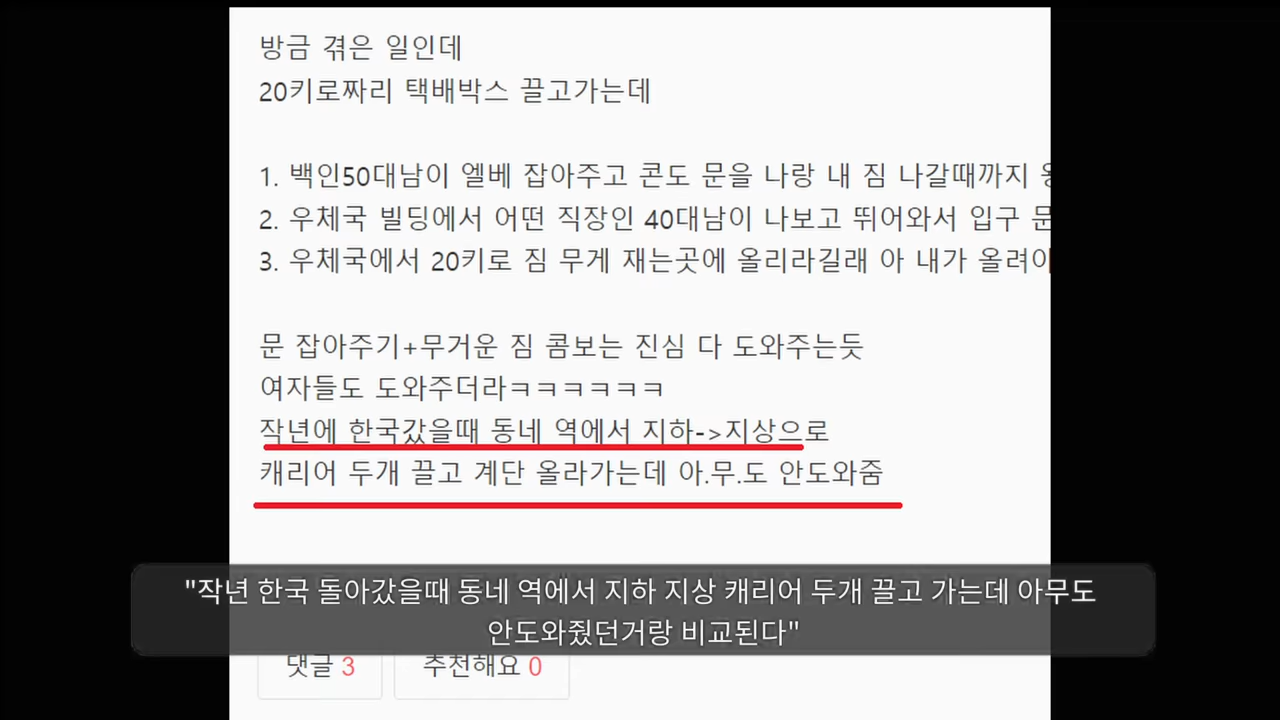 방금 겪은 일인데
20키로짜리 택배박스 끌고가는데
1. 백인50대남이 엘베 잡아주고 콘도 문을 나랑 내 짐 나갈때까지
2. 우체국 빌딩에서 어떤 직장인 40대남이 나보고 뛰어와서 입구 문
3. 우체국에서 20키로 짐 무게 재는곳에 올리라길래 아 내가
문 잡아주기+무거운 짐 콤보는 진심 다 도와주는듯
여자들도 도와주더라ㅋㅋㅋㅋㅋㅋ
작년에 한국갔을때 동네 역에서 지하->지상으로
캐리어 두개 끌고 계단 올라가는데 아.무.도 안도와줌
"작년 한국 돌아갔을때 동네 역에서 지하 지상 캐리어 두개 끌고 가는데 아무도
안도와줬던거랑 비교된다"
댓글 3 추천해요 0